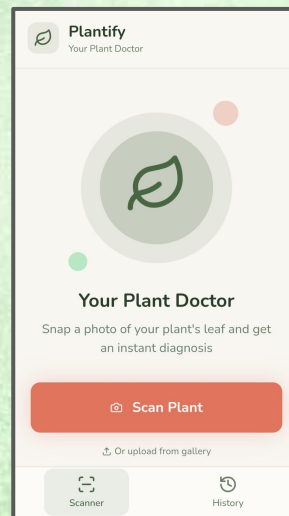 Plantify
Your Plant Doctor
Your Plant Doctor
Snap a photo of your plant's leaf and get
an instant diagnosis
Scan Plant
Or upload from gallery
Scanner
History